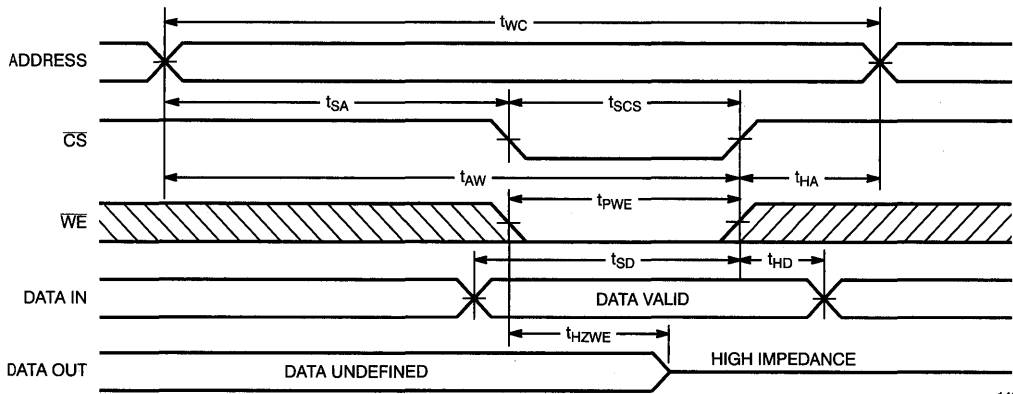 tWC
ADDRESS
tSA tSCS
CS
tAW tHA
tPWE
WE
tSD tHD
DATA IN DATA VALID
tHZWE
DATA OUT DATA UNDEFINED HIGH IMPEDANCE